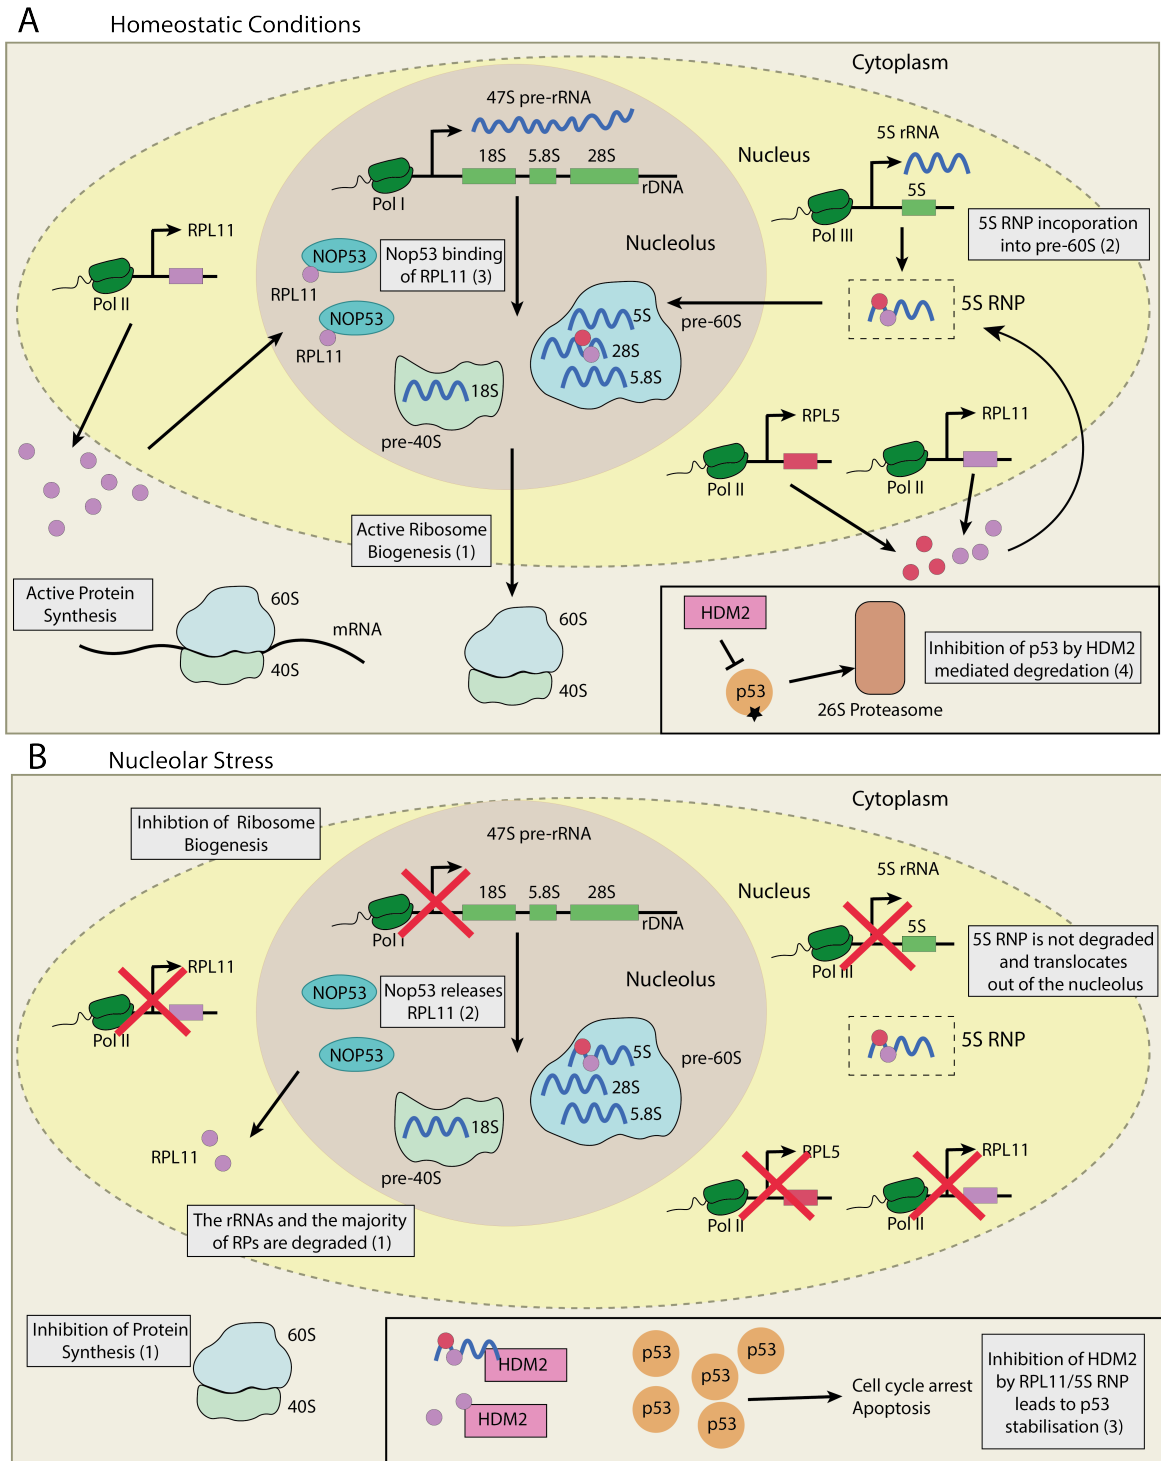 A
Homeostatic Conditions
Cytoplasm
47S pre-rRNA
5S rRNA
Nucleus
18S
5.8S
28S
rDNA
Pol I
5S
Pol III
5S RNP incoporation
into pre-60S (2)
RPL11
Pol II
Nucleolus
NOP53
RPL11
Nop53 binding
of RPL11 (3)
NOP53
RPL11
5S
28S
5.8S
pre-60S
5S RNP
18S
pre-40S
RPL5
Pol II
RPL11
Pol II
Active Ribosome
Biogenesis (1)
Active Protein
Synthesis
60S
40S
mRNA
60S
40S
HDM2
p53
26S Proteasome
Inhibition of p53 by HDM2
mediated degredation (4)
B
Nucleolar Stress
Cytoplasm
Inhibtion of Ribosome
Biogenesis
47S pre-rRNA
5S rRNA
Nucleus
18S
5.8S
28S
rDNA
Pol I
5S
Pol III
5S RNP is not degraded
and translocates
out of the nucleolus
RPL11
Pol II
Nucleolus
NOP53
Nop53 releases
RPL11 (2)
NOP53
5S
28S
5.8S
pre-60S
5S RNP
18S
pre-40S
RPL11
RPL5
Pol II
RPL11
Pol II
The rRNAs and the majority
of RPs are degraded (1)
Inhibition of Protein
Synthesis (1)
60S
40S
HDM2
HDM2
p53
p53
p53
p53
p53
Cell cycle arrest
Apoptosis
Inhibition of HDM2
by RPL11/5S RNP
leads to p53
stabilisation (3)